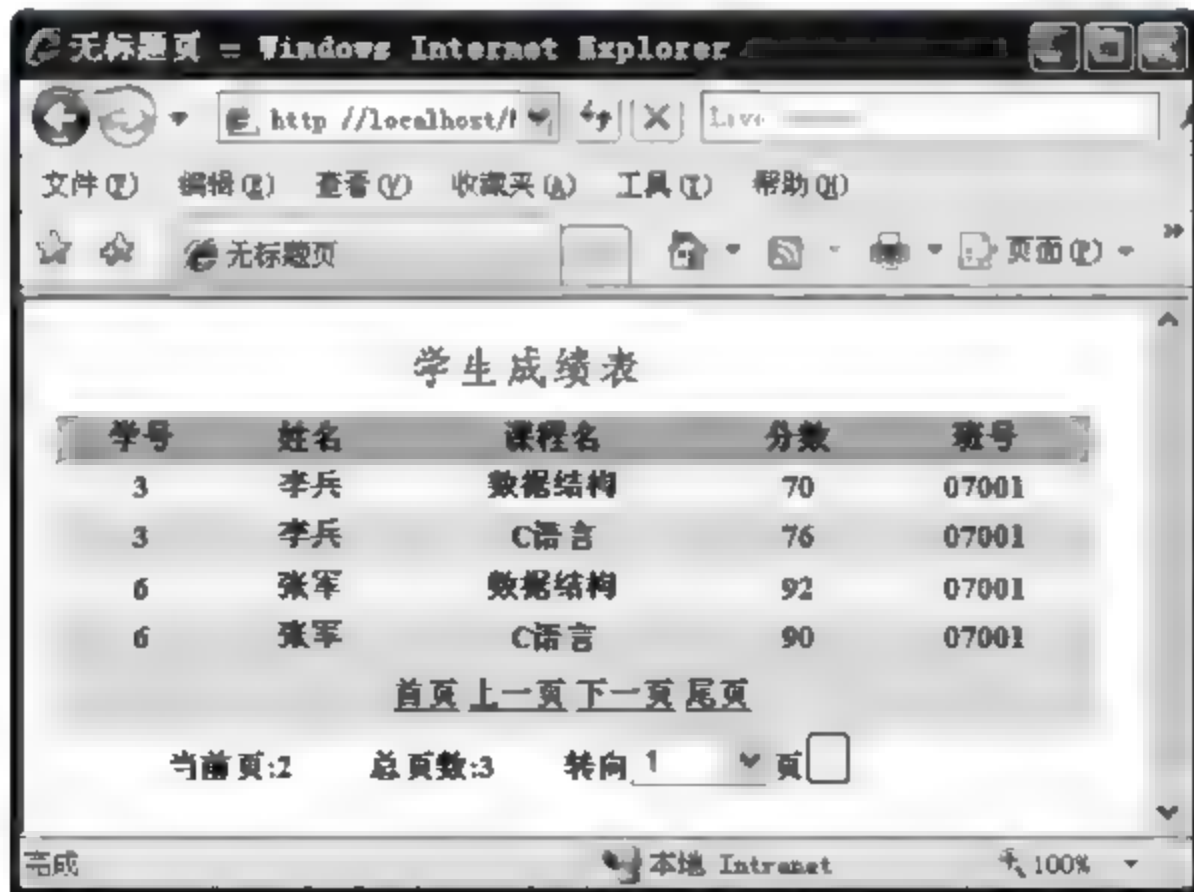 无标题页 - Windows Internet Explorer
http //localhost/ Live
文件(F) 编辑(E) 查看(V) 收藏夹(A) 工具(T) 帮助(H)
无标题页 页面(P)
学生成绩表
学号 姓名 课程名 分数 班号
3 李兵 数据结构 70 07001
3 李兵 C语言 76 07001
6 张军 数据结构 92 07001
6 张军 C语言 90 07001
首页 上一页 下一页 尾页
当前页:2 总页数:3 转向 1 页
完成 本地 Intranet 100%